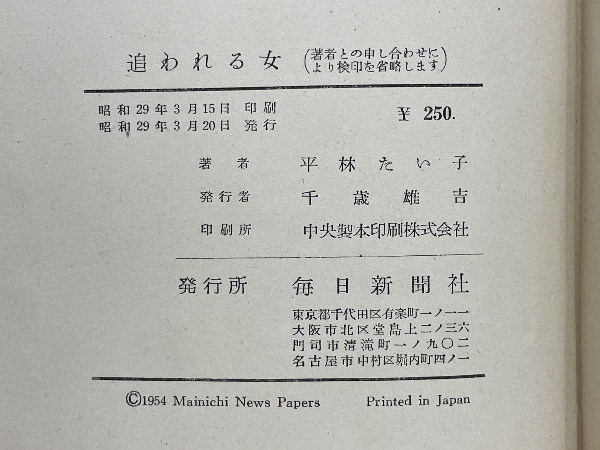 追われる女 (著者との申し合わせに
より検印を省略します)
昭和29年3月15日 印刷
昭和29年3月20日 発行
¥ 250.
著者 平林たい子
発行者 千歳雄吉
印刷所 中央製本印刷株式会社
発行所 毎日新聞社
東京都千代田区有楽町一ノ一一
大阪市北区堂島上二ノ三六
門司市清滝町一ノ九〇二
名古屋市中村区堀内町四ノ一
©1954 Mainichi News Papers Printed in Japan